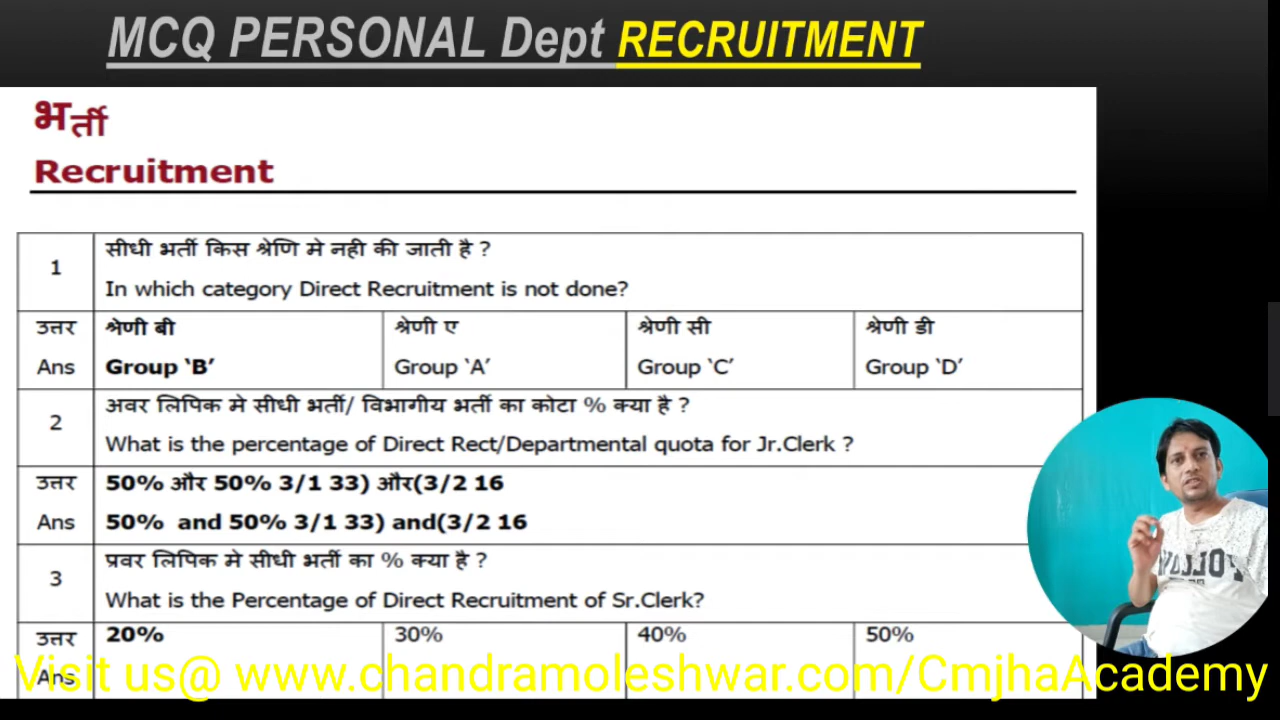 MCQ PERSONAL Dept RECRUITMENT
भर्ती
Recruitment
1
सीधी भर्ती किस श्रेणि मे नही की जाती है ?
In which category Direct Recruitment is not done?
उत्तर श्रेणी बी श्रेणी ए श्रेणी सी श्रेणी डी
Ans Group ‘B’ Group ‘A’ Group ‘C’ Group ‘D’
2
अवर लिपिक मे सीधी भर्ती/ विभागीय भर्ती का कोटा % क्या है ?
What is the percentage of Direct Rect/Departmental quota for Jr.Clerk ?
उत्तर 50% और 50% 3/1 33) और(3/2 16
Ans 50% and 50% 3/1 33) and(3/2 16
3
प्रवर लिपिक मे सीधी भर्ती का % क्या है ?
What is the Percentage of Direct Recruitment of Sr.Clerk?
उत्तर 20% 30% 40% 50%
Ans
Visit us@ www.chandramoleshwar.com/CmjhaAcademy